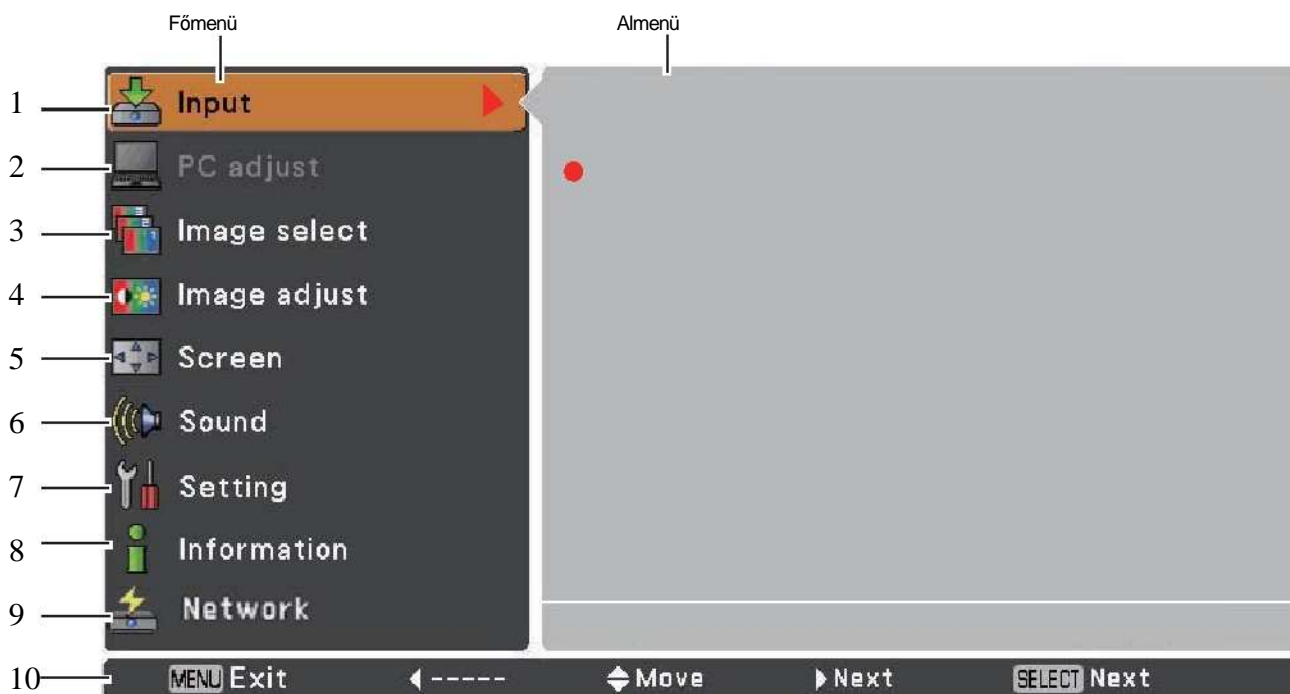 Főmenü Almenü
1 Input
2 PC adjust
3 Image select
4 Image adjust
5 Screen
6 Sound
7 Setting
8 Information
9 Network
10 MENU Exit ----- Move Next SELECT Next